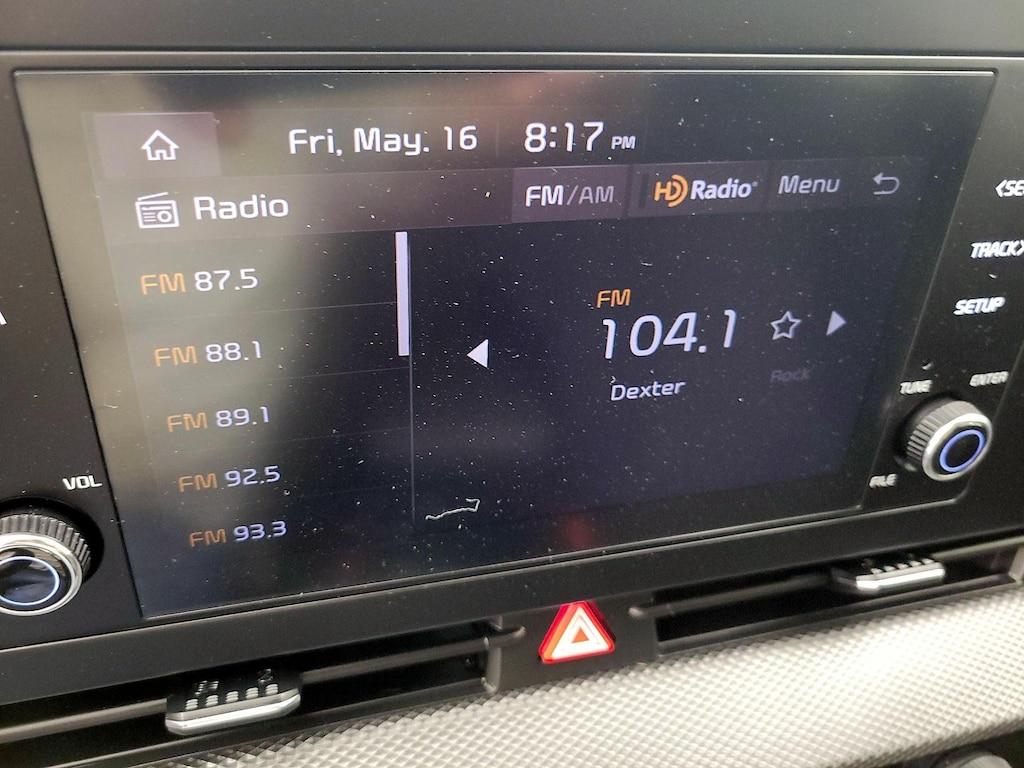 Fri, May. 16 8:17 PM
Radio FM/AM HD Radio® Menu
FM 87.5
FM 88.1
FM 89.1
FM 92.5
FM 93.3
FM
104.1
Dexter Rock
VOL
TRACK
SETUP
TUNE ENTER
FILE